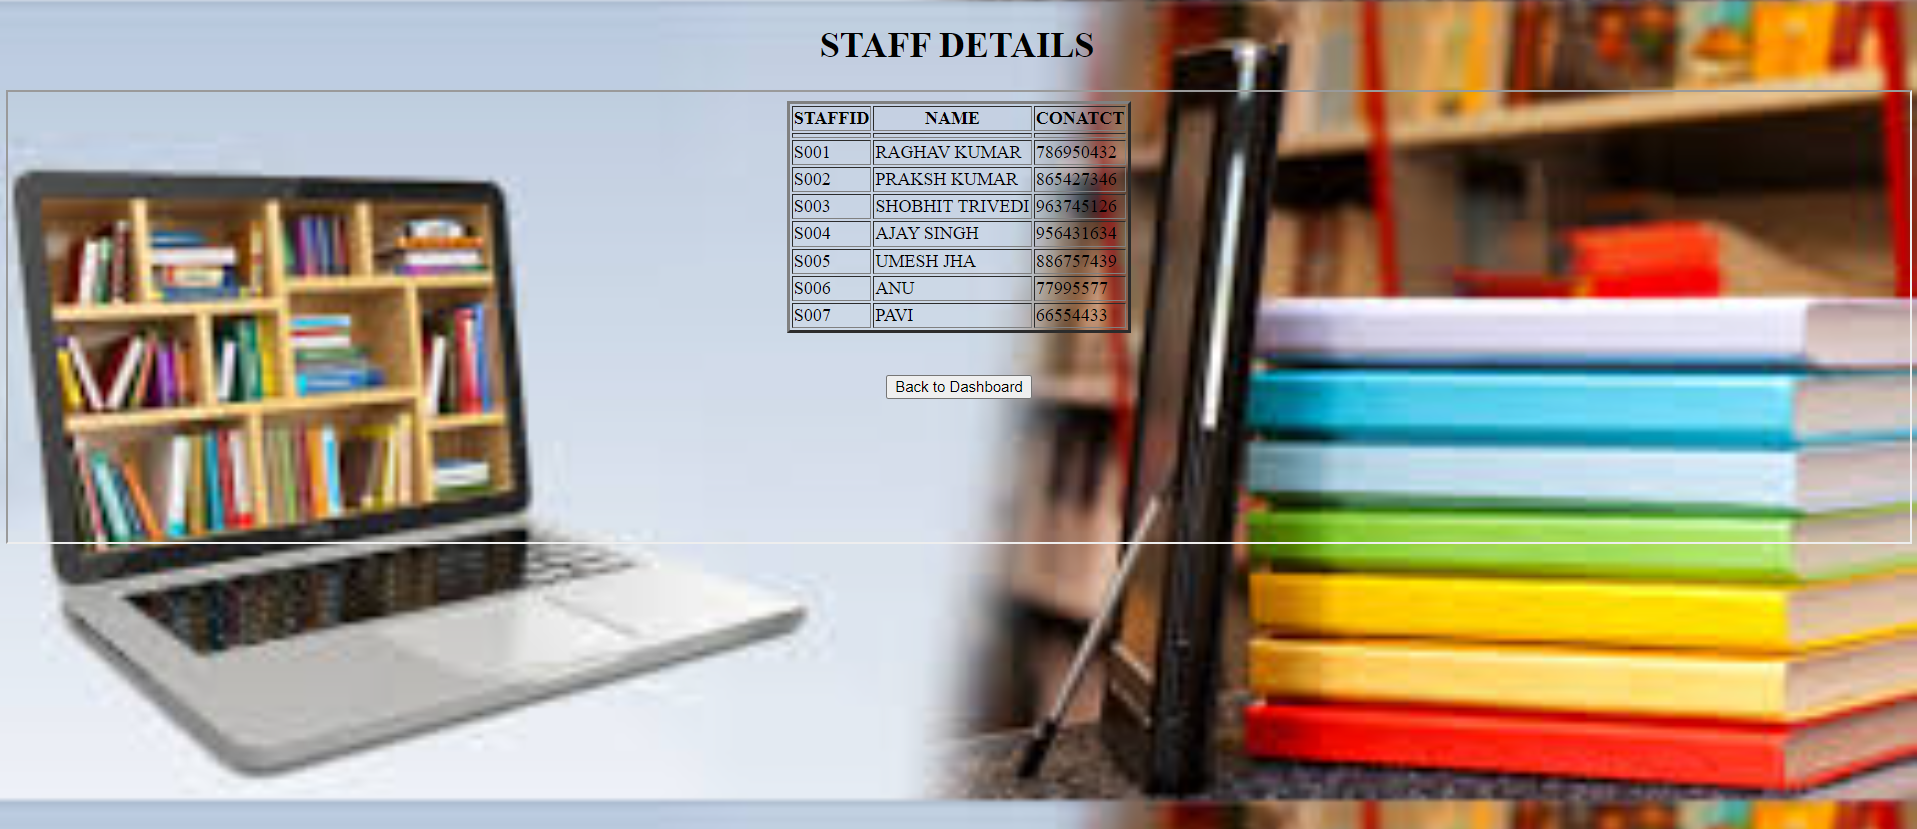 STAFF DETAILS
STAFFID NAME CONATCT
S001 RAGHAV KUMAR 786950432
S002 PRAKSH KUMAR 865427346
S003 SHOBHIT TRIVEDI 963745126
S004 AJAY SINGH 956431634
S005 UMESH JHA 886757439
S006 ANU 77995577
S007 PAVI 66554433
Back to Dashboard